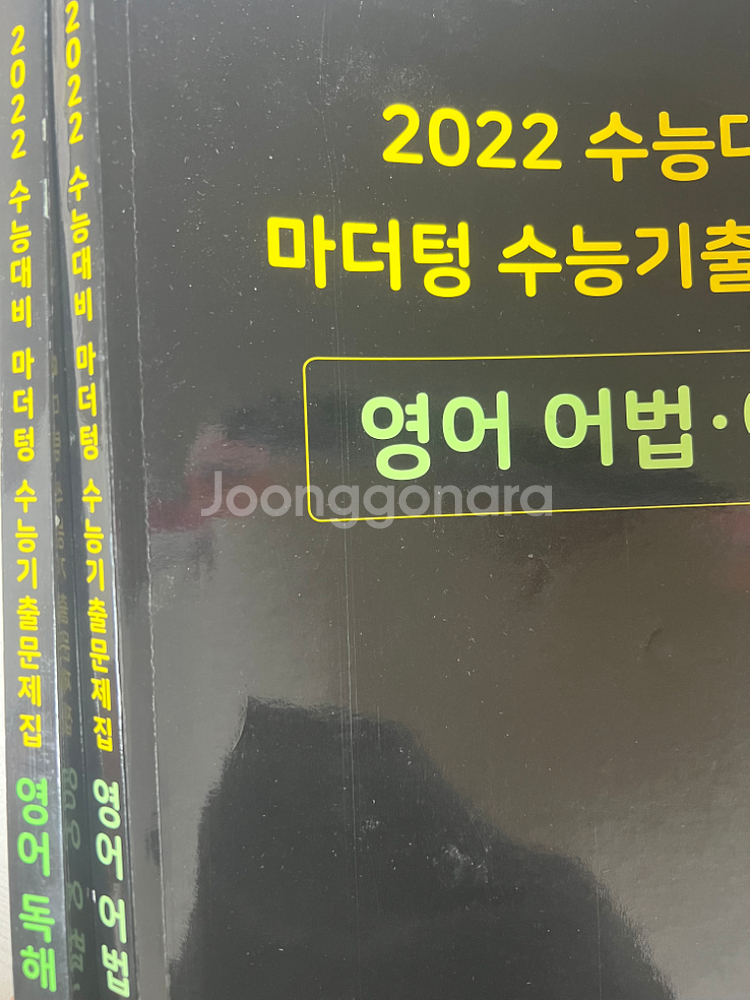 2022 수능대비 마더텅 수능기출문제집 영어 독해
2022 수능대비 마더텅 수능기출문제집 영어 어법
2022 수능대
마더텅 수능기출
영어 어법·
Joonggonara